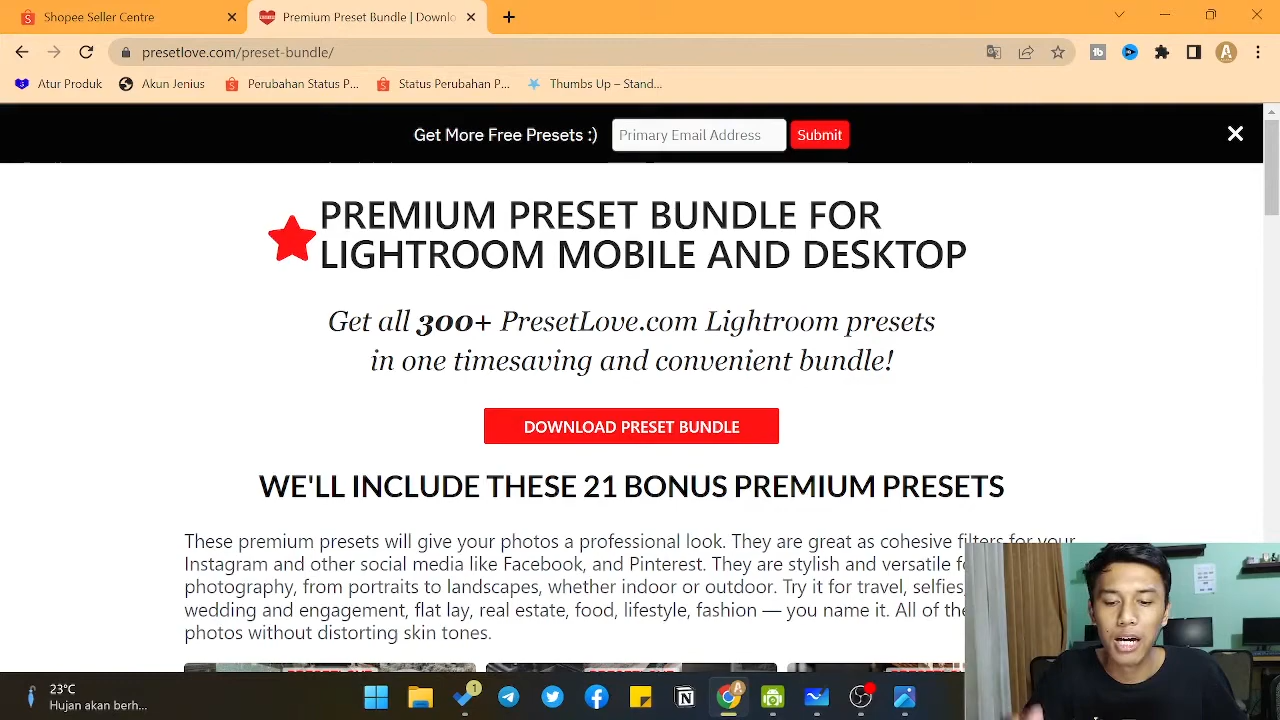 Shopee Seller Centre
Premium Preset Bundle | Downlo
presetlove.com/preset-bundle/
A
Atur Produk
Akun Jenius
Perubahan Status P...
Status Perubahan P...
Thumbs Up – Stand...
Get More Free Presets :)
Primary Email Address
Submit
PREMIUM PRESET BUNDLE FOR
LIGHTROOM MOBILE AND DESKTOP
Get all 300+ PresetLove.com Lightroom presets
in one timesaving and convenient bundle!
DOWNLOAD PRESET BUNDLE
WE'LL INCLUDE THESE 21 BONUS PREMIUM PRESETS
These premium presets will give your photos a professional look. They are great as cohesive filters for your
Instagram and other social media like Facebook, and Pinterest. They are stylish and versatile
photography, from portraits to landscapes, whether indoor or outdoor. Try it for travel, selfies,
wedding and engagement, flat lay, real estate, food, lifestyle, fashion — you name it. All of
photos without distorting skin tones.
23°C
Hujan akan berh...
1